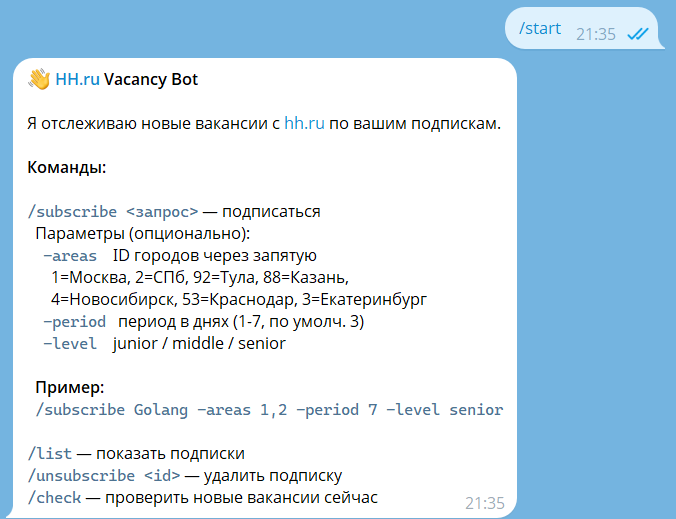 /start 21:35
👋 HH.ru Vacancy Bot
Я отслеживаю новые вакансии с hh.ru по вашим подпискам.
Команды:
/subscribe <запрос> — подписаться
Параметры (опционально):
–areas ID городов через запятую
1=Москва, 2=СПб, 92=Тула, 88=Казань,
4=Новосибирск, 53=Краснодар, 3=Екатеринбург
–period период в днях (1-7, по умолч. 3)
–level junior / middle / senior
Пример:
/subscribe Golang –areas 1,2 –period 7 –level senior
/list — показать подписки
/unsubscribe <id> — удалить подписку
/check — проверить новые вакансии сейчас
21:35